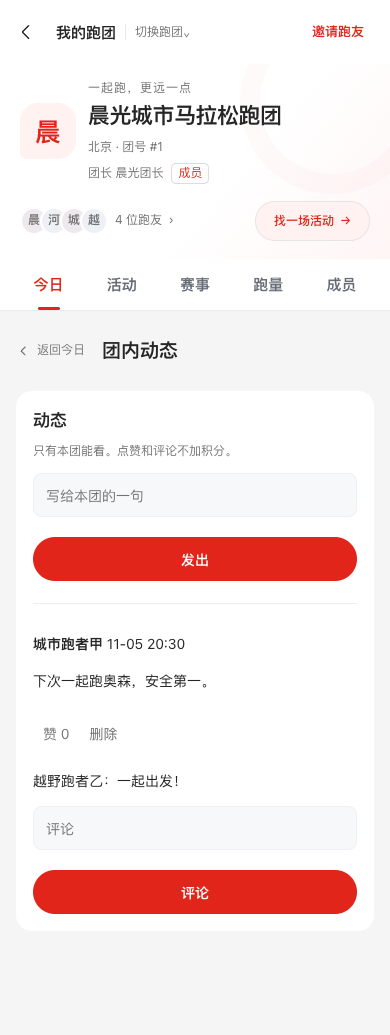 我的跑团
切换跑团
邀请跑友
一起跑，更远一点
晨
晨光城市马拉松跑团
北京 · 团号 #1
团长 晨光团长 成员
晨 河 城 越 4 位跑友 ›
找一场活动 →
今日 活动 赛事 跑量 成员
返回今日 团内动态
动态
只有本团能看。点赞和评论不加积分。
写给本团的一句
发出
城市跑者甲 11-05 20:30
下次一起跑奥森，安全第一。
赞 0 删除
越野跑者乙：一起出发！
评论
评论